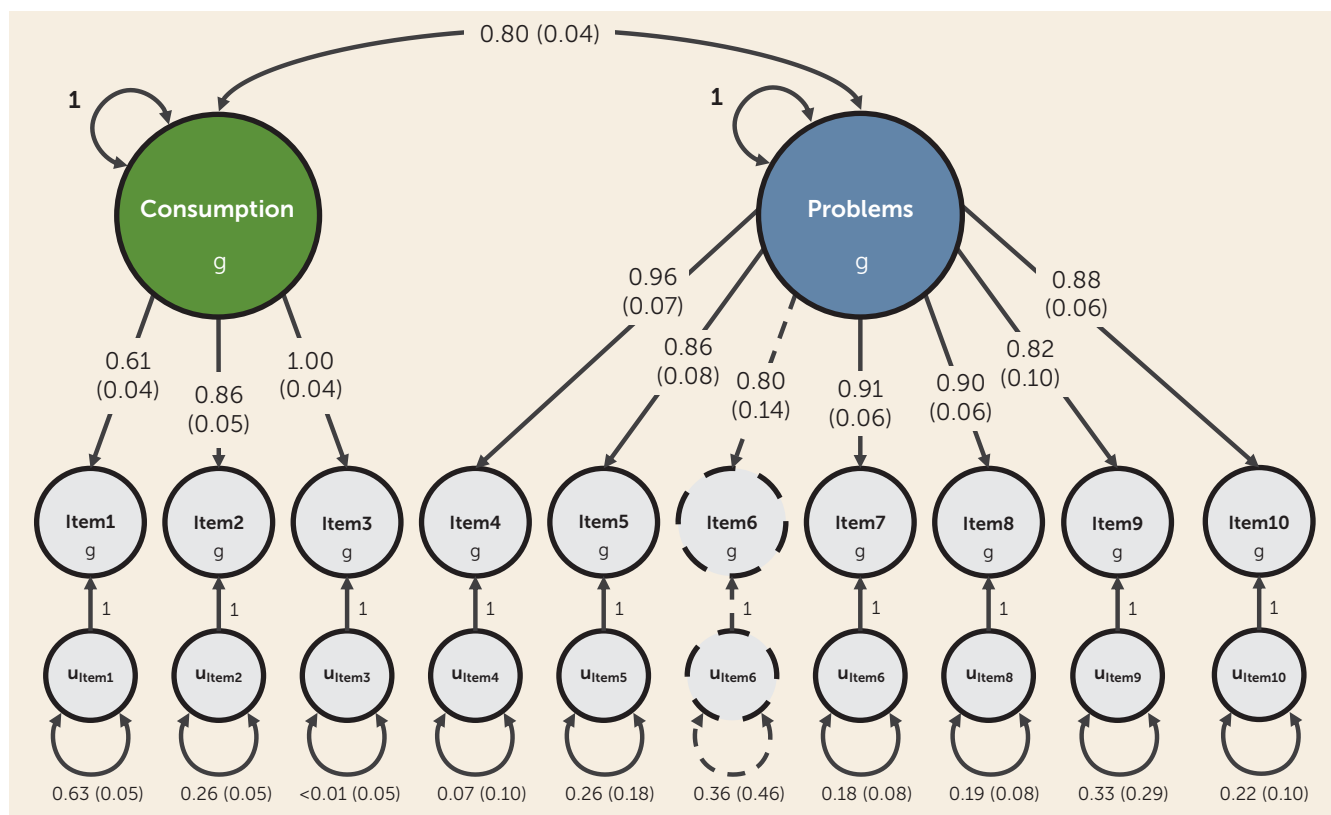 0.80 (0.04)
1
1
Consumption
g
Problems
g
0.96
(0.07)
0.86
(0.08)
0.80
(0.14)
0.91
(0.06)
0.90
(0.06)
0.82
(0.10)
0.88
(0.06)
0.61
(0.04)
0.86
(0.05)
1.00
(0.04)
Item1
g
Item2
g
Item3
g
Item4
g
Item5
g
Item6
g
Item7
g
Item8
g
Item9
g
Item10
g
1
1
1
1
1
1
1
1
1
1
uItem1
uItem2
uItem3
uItem4
uItem5
uItem6
uItem6
uItem8
uItem9
uItem10
0.63 (0.05)
0.26 (0.05)
<0.01 (0.05)
0.07 (0.10)
0.26 (0.18)
0.36 (0.46)
0.18 (0.08)
0.19 (0.08)
0.33 (0.29)
0.22 (0.10)